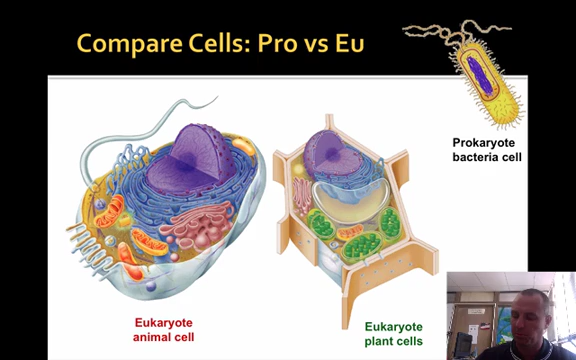 Compare Cells: Pro vs Eu
Prokaryote
bacteria cell
Eukaryote
animal cell
Eukaryote
plant cells